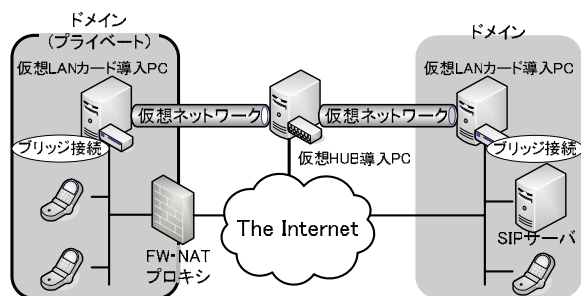 ドメイン
(プライベート)
仮想LANカード導入PC
仮想ネットワーク
ブリッジ接続
FW・NAT
プロキシ
仮想HUB導入PC
The Internet
仮想ネットワーク
ドメイン
仮想LANカード導入PC
ブリッジ接続
SIPサーバ